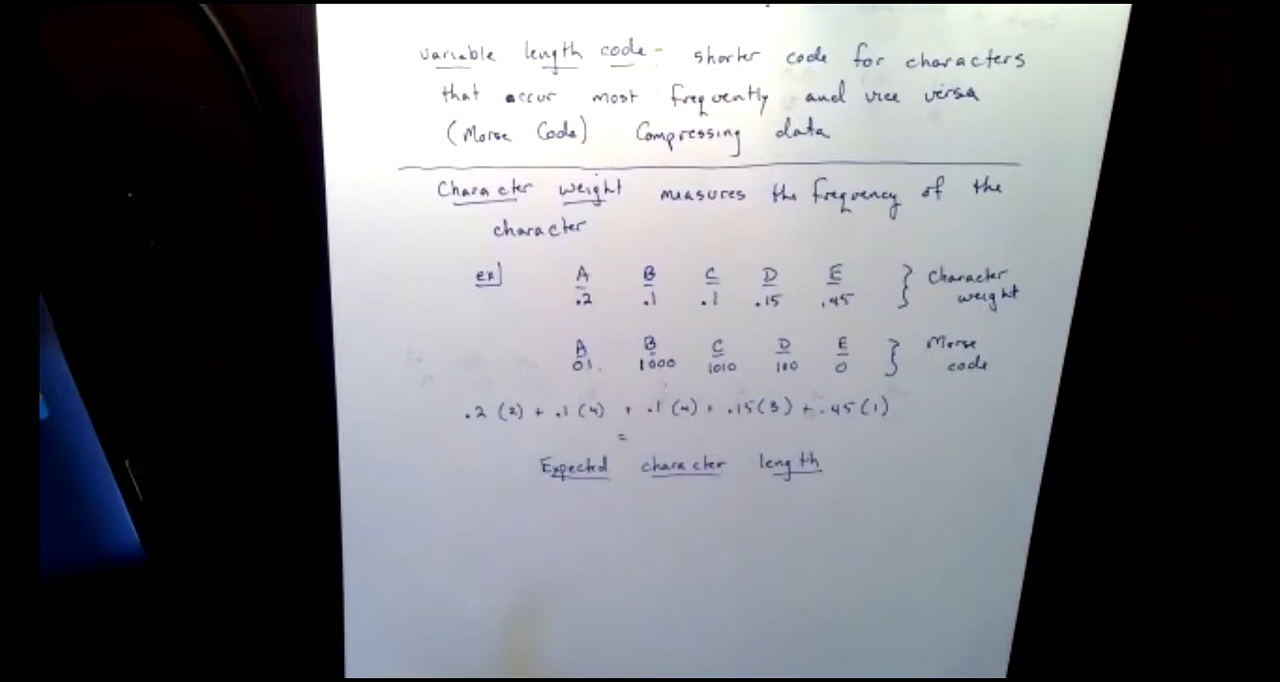 variable length code - shorter code for characters
that occur most frequently and vice versa
(Morse Code) Compressing data
Character weight measures the frequency of the
character
ex] A B C D E } Character
.2 .1 .1 .15 .45 weight
A B C D E } Morse
01. 1000 1010 100 0 code
.2 (2) + .1 (4) + .1 (4) + .15 (3) + .45 (1)
=
Expected character length